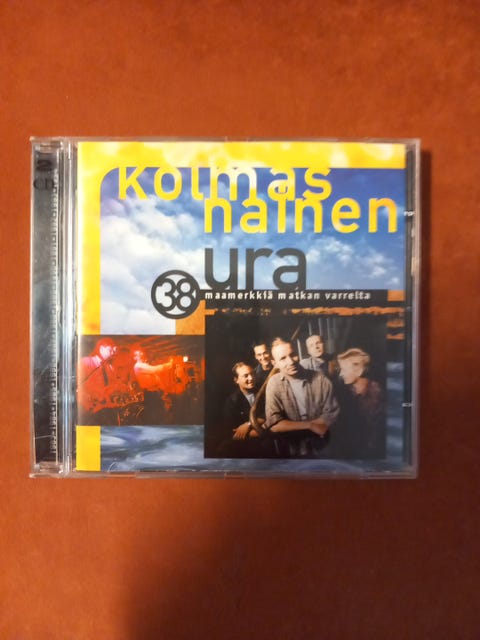 2
CD
kolmas
nainen
ura
38
maamerkkiä matkan varrelta